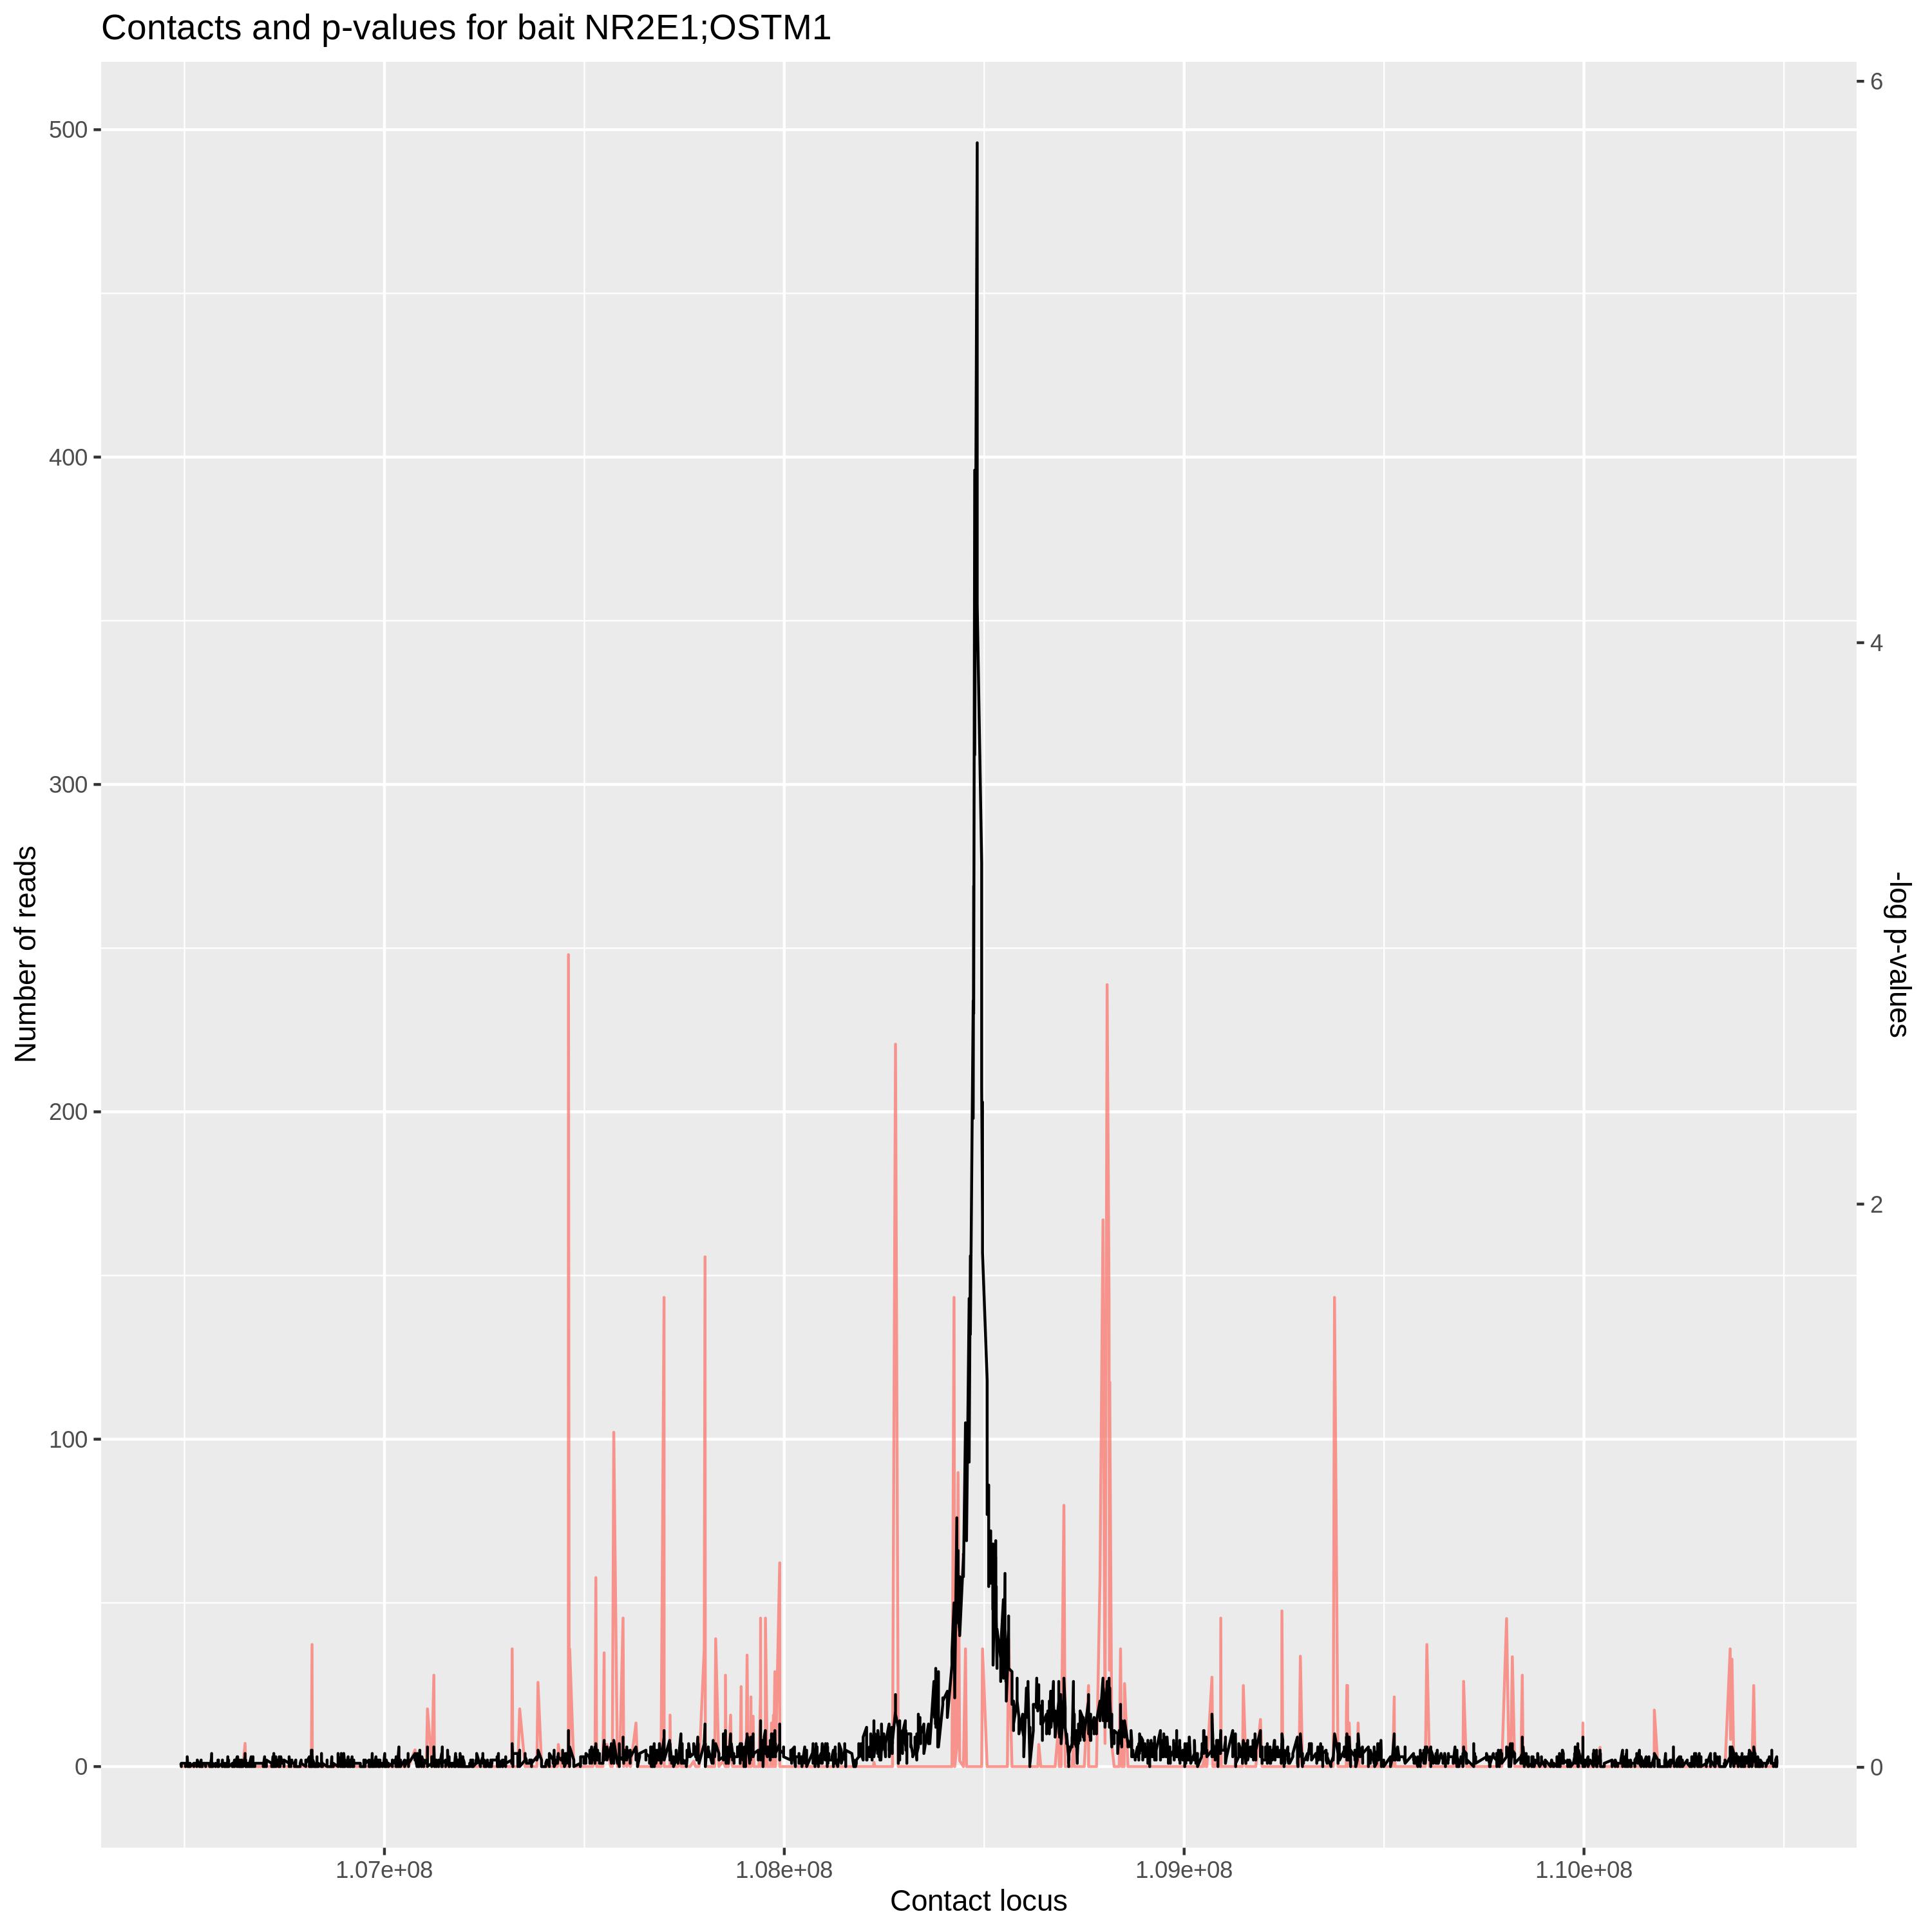 Contacts and p-values for bait NR2E1;OSTM1
6
500
400
4
300
Number of reads
-log p-values
200
2
100
0
0
1.07e+08
1.08e+08
1.09e+08
1.10e+08
Contact locus